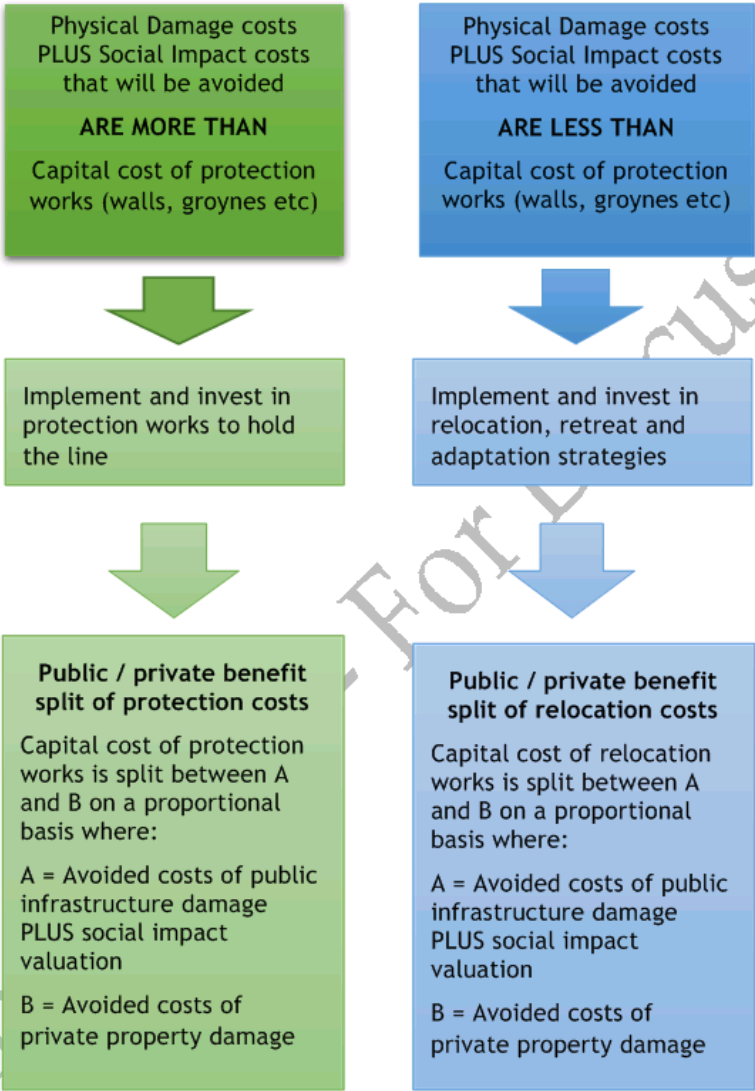 Physical Damage costs
PLUS Social Impact costs
that will be avoided
ARE MORE THAN
Capital cost of protection
works (walls, groynes etc)
Implement and invest in
protection works to hold
the line
Public / private benefit
split of protection costs
Capital cost of protection
works is split between A
and B on a proportional
basis where:
A = Avoided costs of public
infrastructure damage
PLUS social impact
valuation
B = Avoided costs of
private property damage
Physical Damage costs
PLUS Social Impact costs
that will be avoided
ARE LESS THAN
Capital cost of protection
works (walls, groynes etc)
Implement and invest in
relocation, retreat and
adaptation strategies
Public / private benefit
split of relocation costs
Capital cost of relocation
works is split between A
and B on a proportional
basis where:
A = Avoided costs of public
infrastructure damage
PLUS social impact
valuation
B = Avoided costs of
private property damage
- For